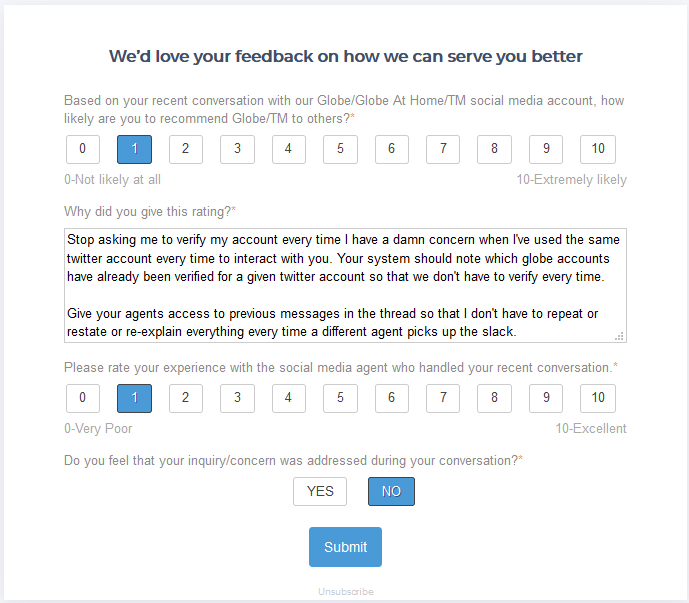 We'd love your feedback on how we can serve you better
Based on your recent conversation with our Globe/Globe At Home/TM social media account, how
likely are you to recommend Globe/TM to others?*
0 1 2 3 4 5 6 7 8 9 10
0-Not likely at all 10-Extremely likely
Why did you give this rating?*
Stop asking me to verify my account every time I have a damn concern when I've used the same
twitter account every time to interact with you. Your system should note which globe accounts
have already been verified for a given twitter account so that we don't have to verify every time.
Give your agents access to previous messages in the thread so that I don't have to repeat or
restate or re-explain everything every time a different agent picks up the slack.
Please rate your experience with the social media agent who handled your recent conversation.*
0 1 2 3 4 5 6 7 8 9 10
0-Very Poor 10-Excellent
Do you feel that your inquiry/concern was addressed during your conversation?*
YES NO
Submit
Unsubscribe